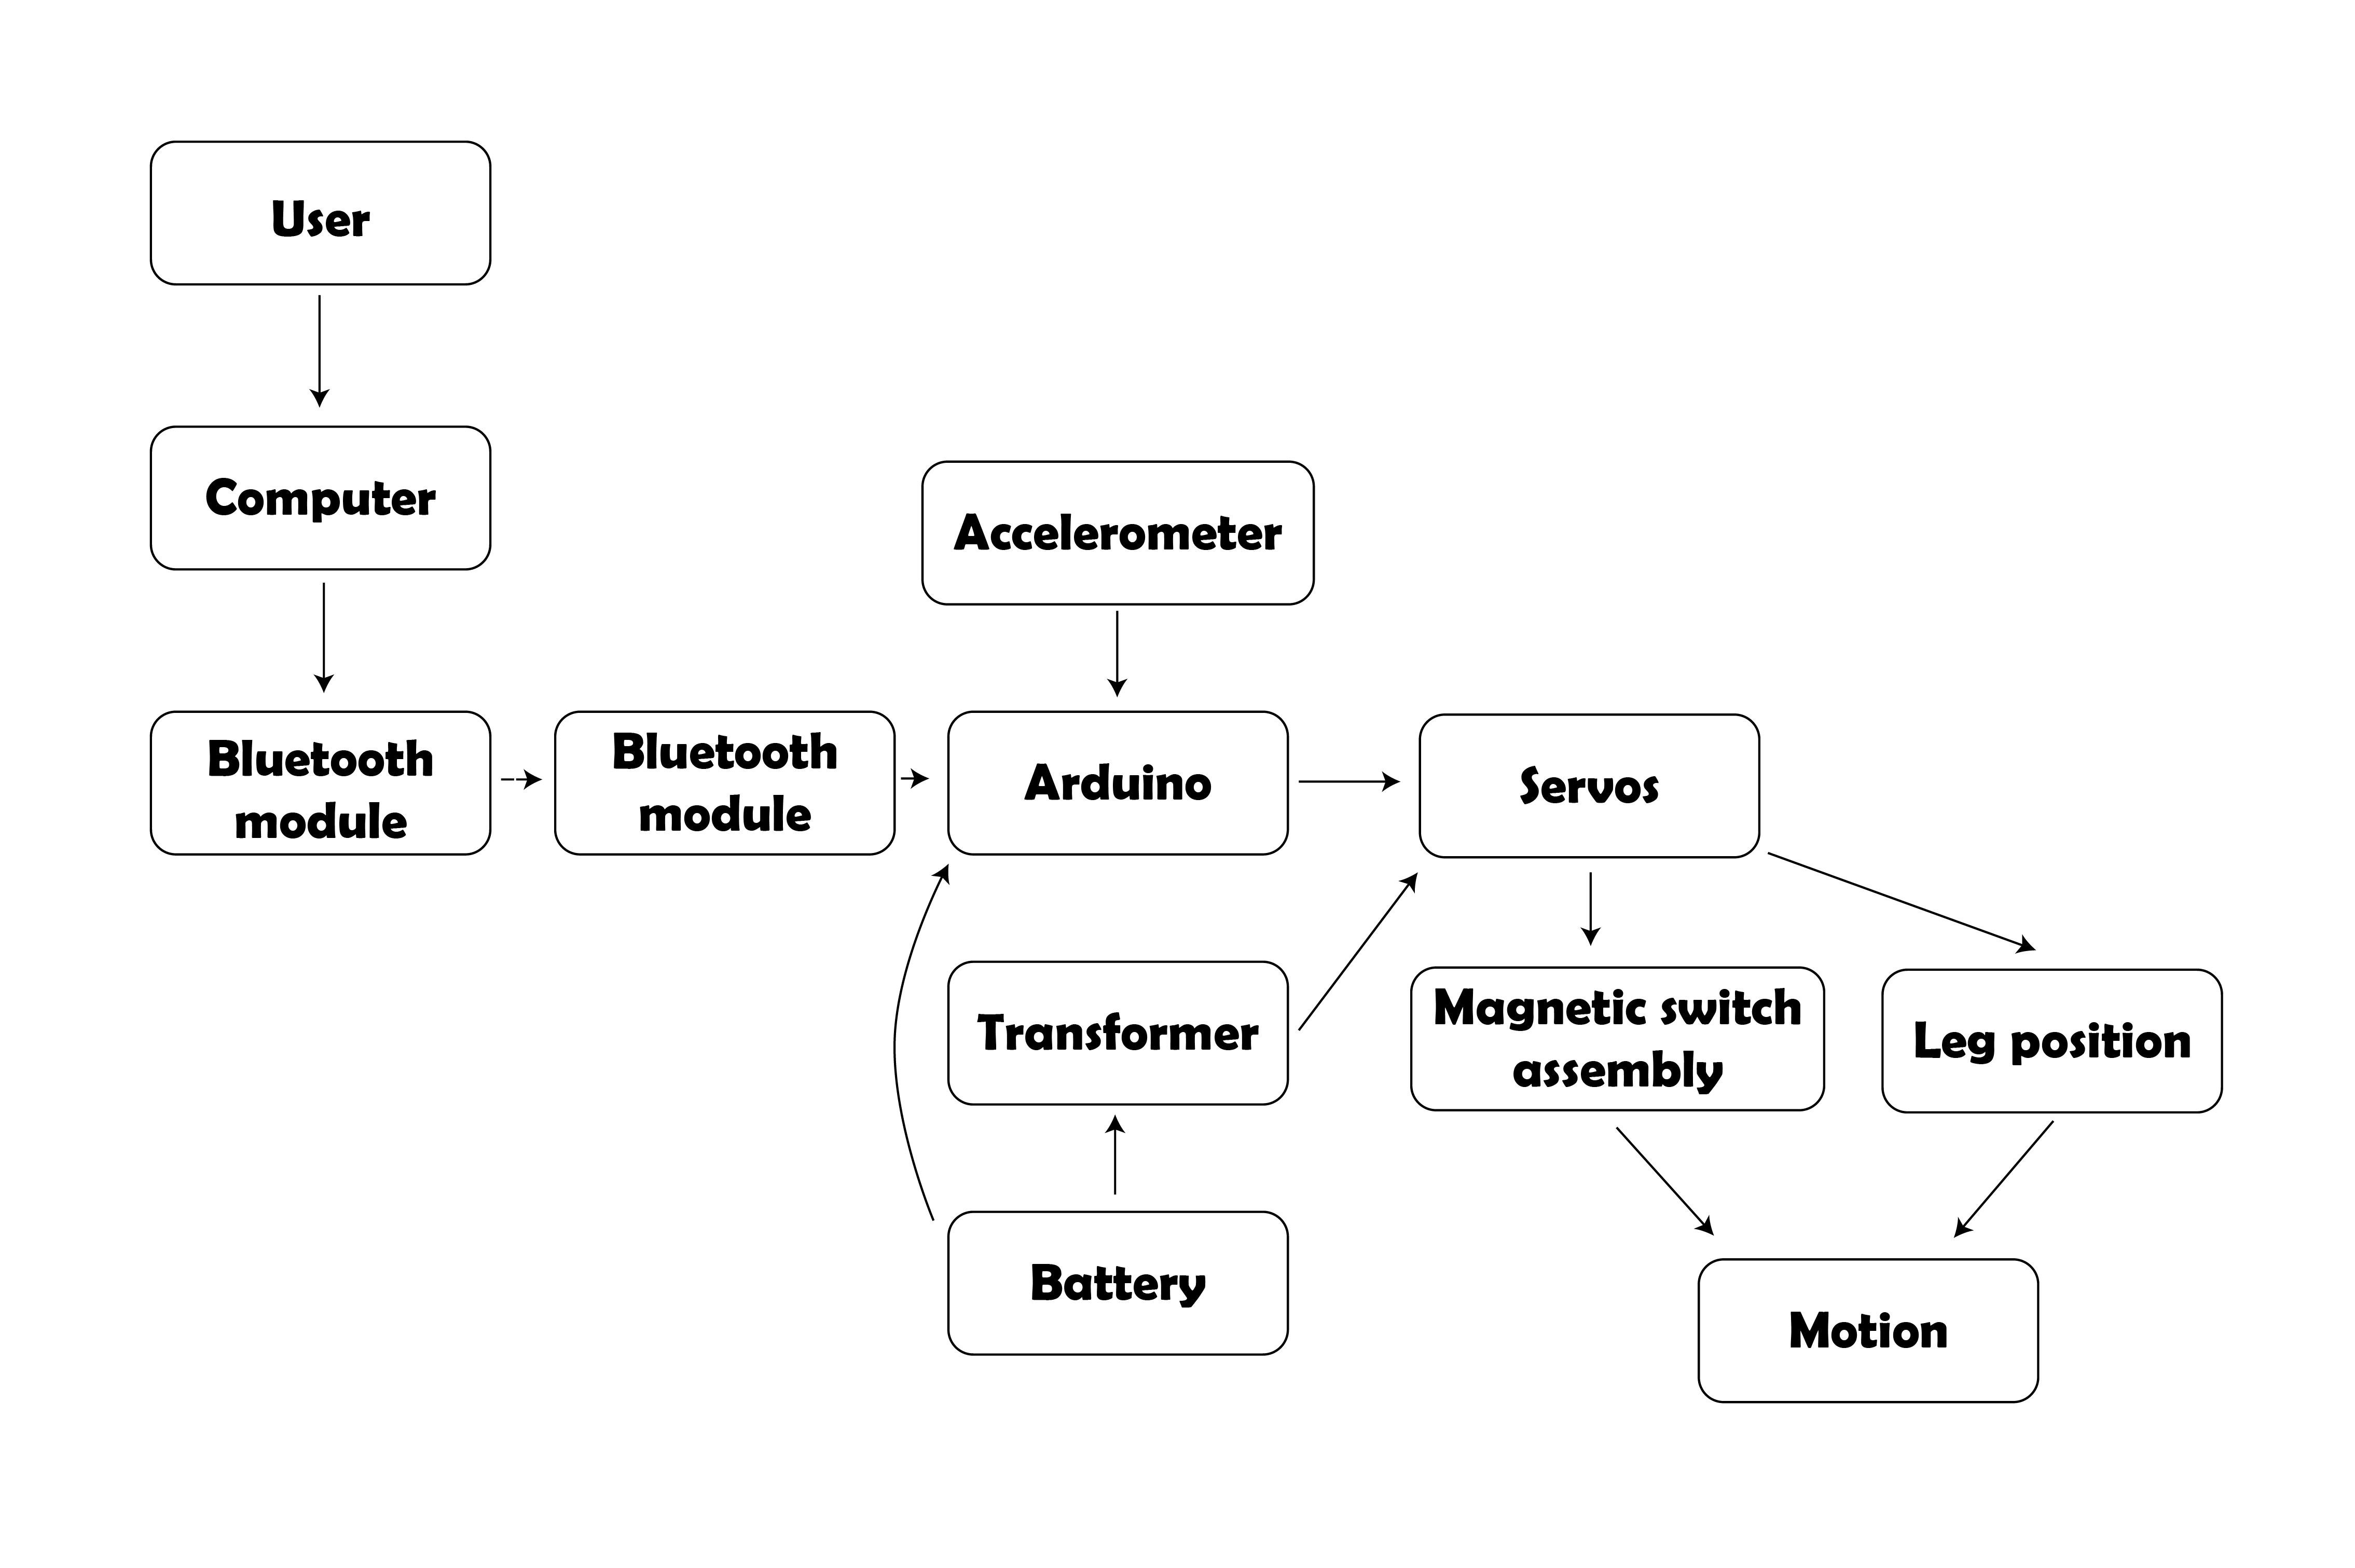 User
Computer
Accelerometer
Bluetooth
module
Bluetooth
module
Arduino
Servos
Transformer
Magnetic switch
assembly
Leg position
Battery
Motion